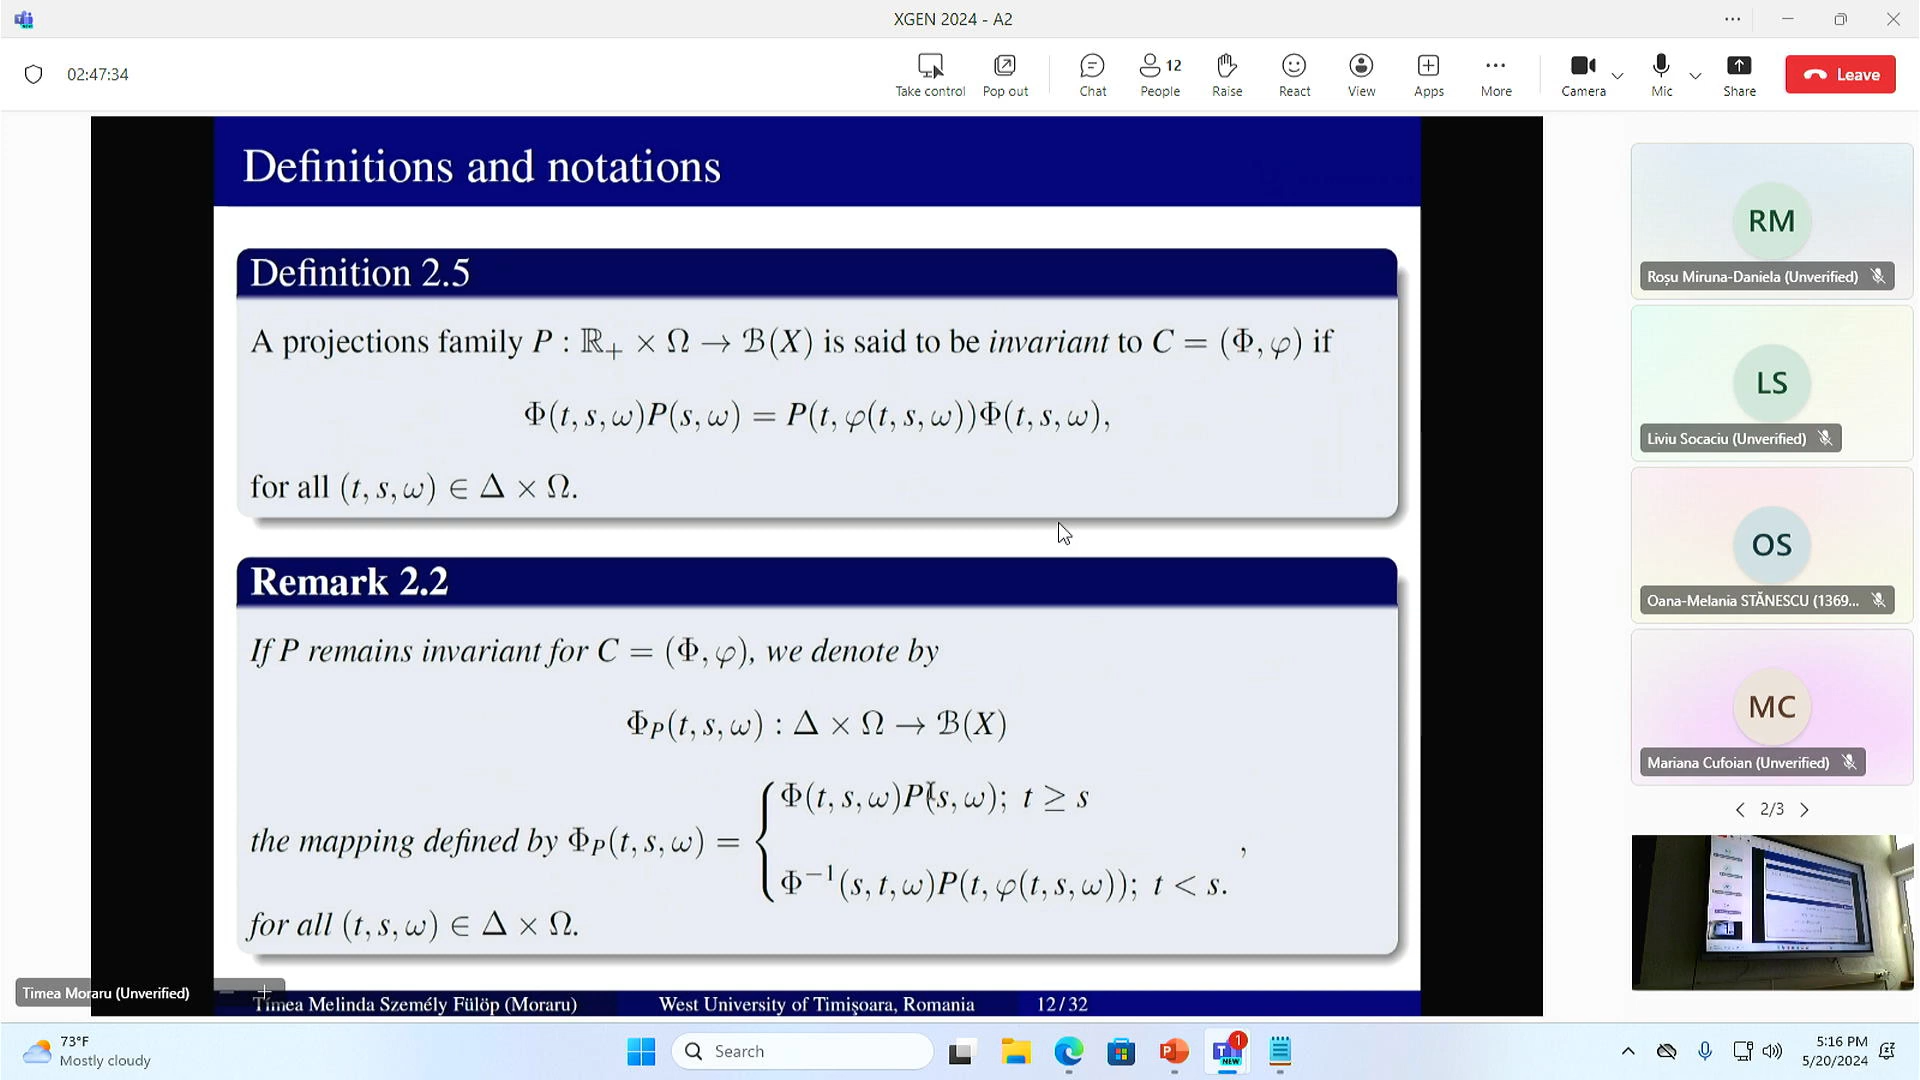 XGEN 2024 - A2
02:47:34
Take control
Pop out
Chat
12
People
Raise
React
View
Apps
More
Camera
Mic
Share
Leave
Definitions and notations
Definition 2.5
A projections family P : ℝ₊ × Ω → ℬ(X) is said to be invariant to C = (Φ, φ) if
Φ(t, s, ω)P(s, ω) = P(t, φ(t, s, ω))Φ(t, s, ω),
for all (t, s, ω) ∈ Δ × Ω.
Remark 2.2
If P remains invariant for C = (Φ, φ), we denote by
Φ_P(t, s, ω) : Δ × Ω → ℬ(X)
the mapping defined by Φ_P(t, s, ω) = { Φ(t, s, ω)P(s, ω); t ≥ s
Φ⁻¹(s, t, ω)P(t, φ(t, s, ω)); t < s. ,
for all (t, s, ω) ∈ Δ × Ω.
Timea Melinda Személy Fülöp (Moraru)
West University of Timişoara, Romania
12/32
Timea Moraru (Unverified)
RM
Roșu Miruna-Daniela (Unverified)
LS
Liviu Socaciu (Unverified)
OS
Oana-Melania STĂNESCU (1369...
MC
Mariana Cufoian (Unverified)
2/3
73°F
Mostly cloudy
Search
1
NEW
5:16 PM
5/20/2024